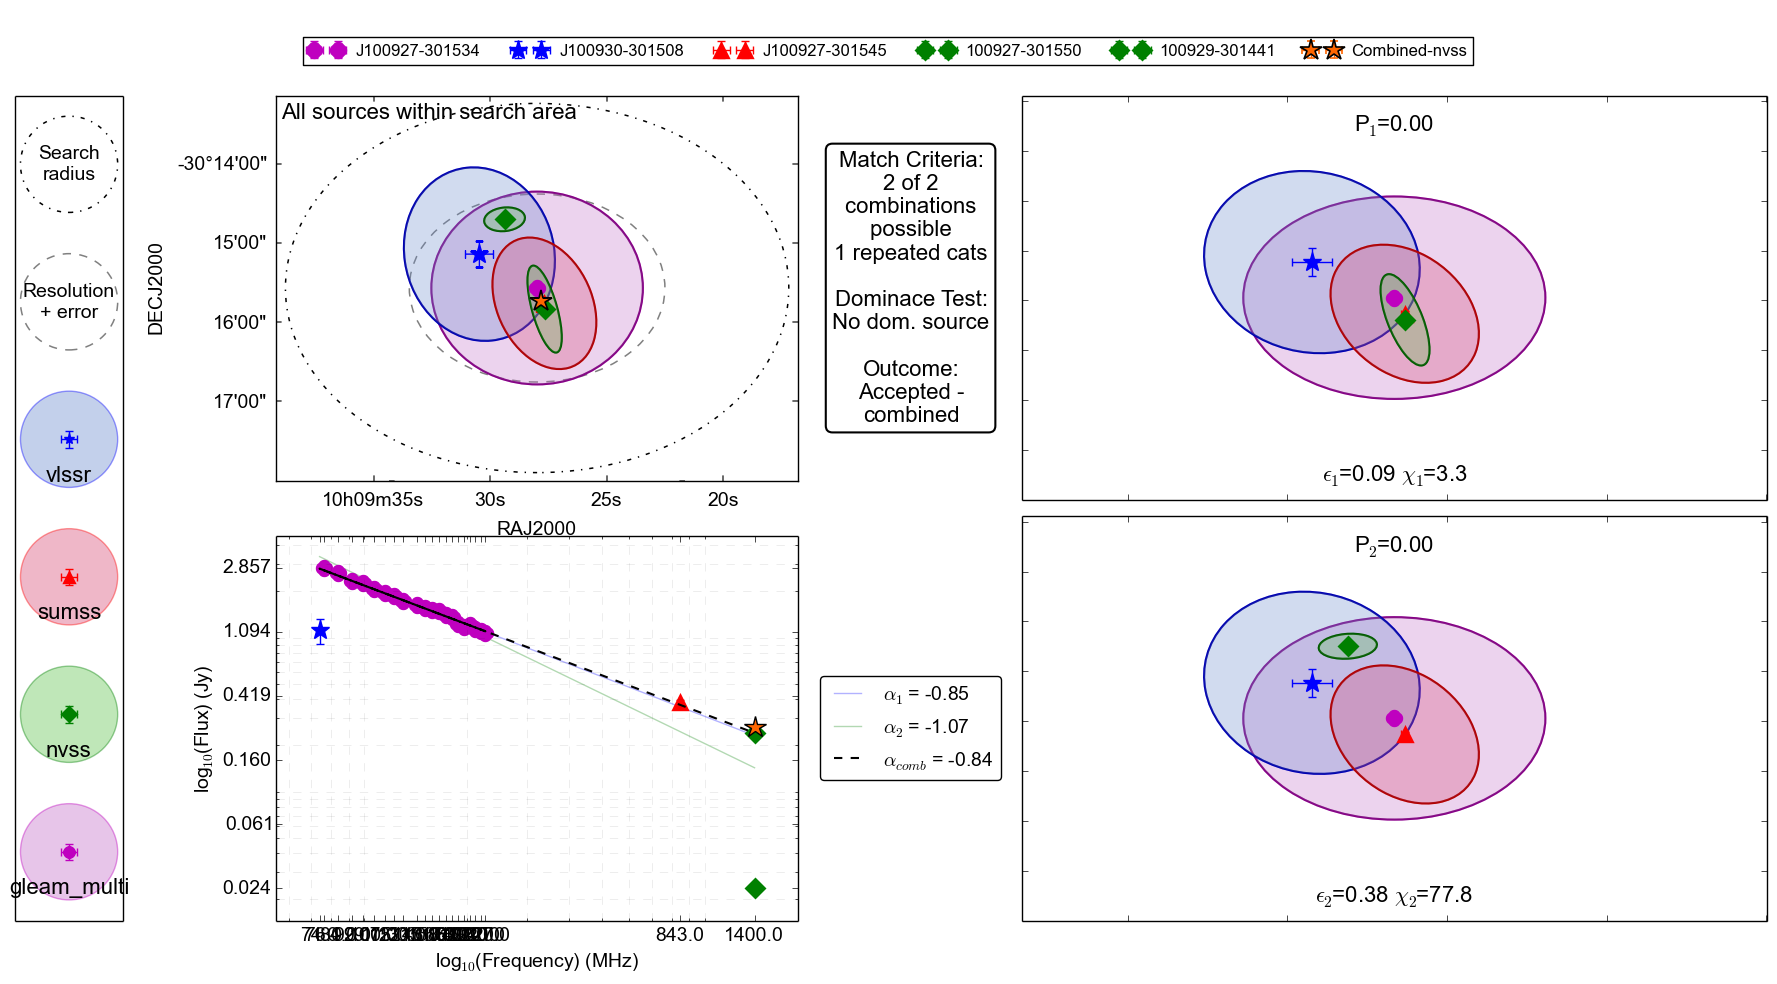 J100927-301534 J100930-301508 J100927-301545 100927-301550 100929-301441 Combined-nvss
Search
radius
Resolution
+ error
vlssr
sumss
nvss
gleam_multi
All sources within search area
DECJ2000
-30°14'00"
15'00"
16'00"
17'00"
10h09m35s 30s 25s 20s
RAJ2000
Match Criteria:
2 of 2
combinations
possible
1 repeated cats
Dominace Test:
No dom. source
Outcome:
Accepted -
combined
P1=0.00
ϵ1=0.09 χ1=3.3
P2=0.00
ϵ2=0.38 χ2=77.8
log10(Flux) (Jy)
2.857
1.094
0.419
0.160
0.061
0.024
843.0 1400.0
log10(Frequency) (MHz)
α1 = -0.85
α2 = -1.07
αcomb = -0.84